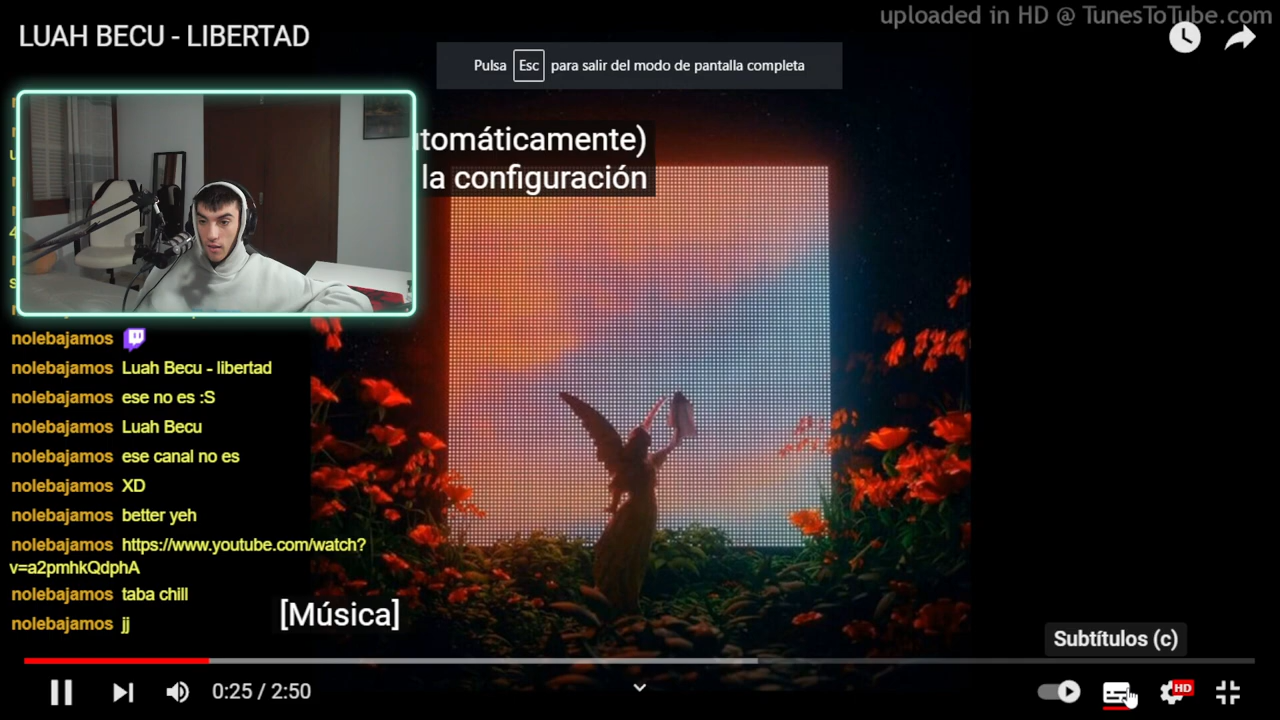 uploaded in HD @ TunesToTube.com
LUAH BECU - LIBERTAD
Pulsa Esc para salir del modo de pantalla completa
utomáticamente)
la configuración
nolebajamos
nolebajamos Luah Becu - libertad
nolebajamos ese no es :S
nolebajamos Luah Becu
nolebajamos ese canal no es
nolebajamos XD
nolebajamos better yeh
nolebajamos https://www.youtube.com/watch?
v=a2pmhkQdphA
nolebajamos taba chill
nolebajamos jj
[Música]
Subtítulos (c)
0:25 / 2:50
HD